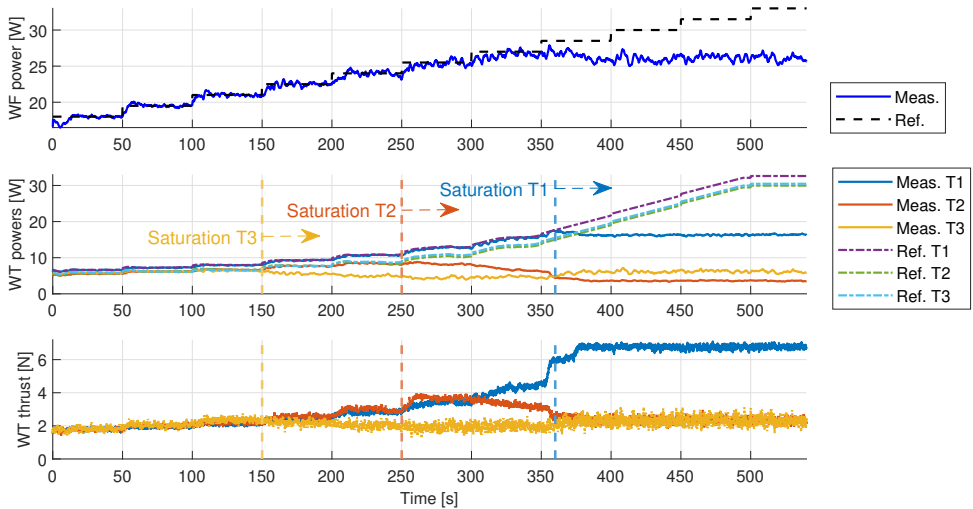 WF power [W]
30
25
20
0 50 100 150 200 250 300 350 400 450 500
Meas.
Ref.
WT powers [W]
30
20
10
0
Saturation T1
Saturation T2
Saturation T3
0 50 100 150 200 250 300 350 400 450 500
Meas. T1
Meas. T2
Meas. T3
Ref. T1
Ref. T2
Ref. T3
WT thrust [N]
6
4
2
0
0 50 100 150 200 250 300 350 400 450 500
Time [s]